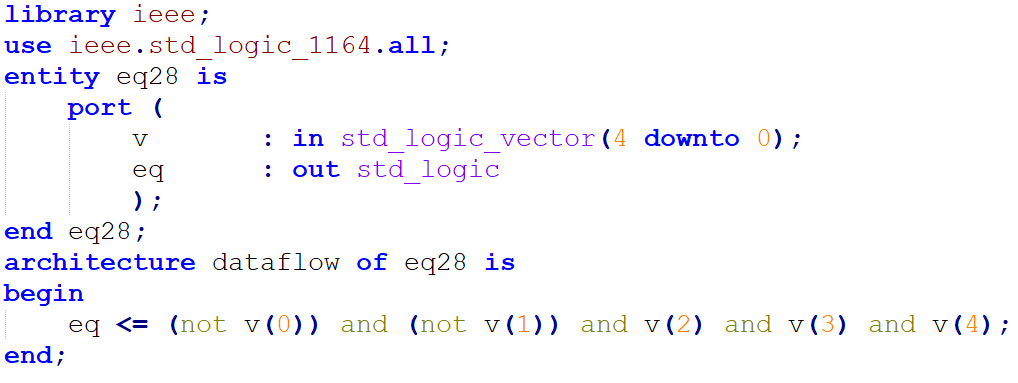 library ieee;
use ieee.std_logic_1164.all;
entity eq28 is
    port (
        v       : in std_logic_vector(4 downto 0);
        eq      : out std_logic
        );
end eq28;
architecture dataflow of eq28 is
begin
    eq <= (not v(0)) and (not v(1)) and v(2) and v(3) and v(4);
end;